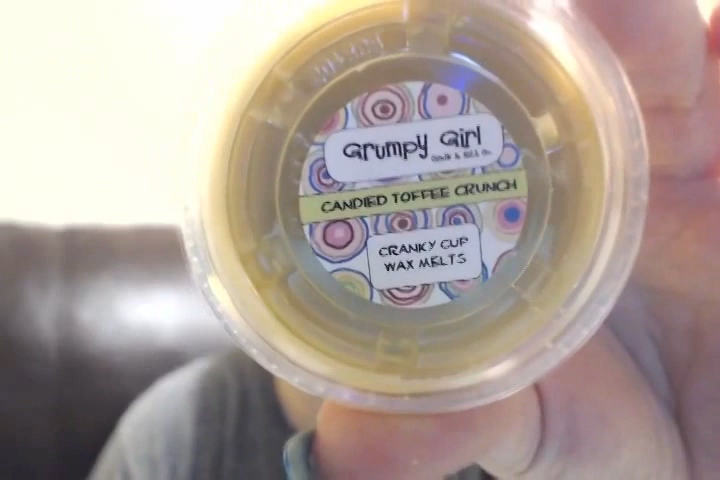 Grumpy Girl
CANDIED TOFFEE CRUNCH
CRANKY CUP
WAX MELTS